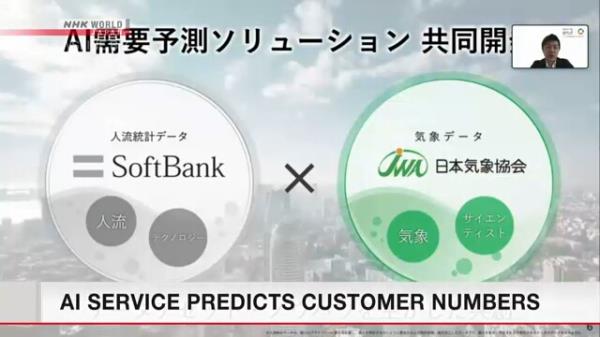 NHK WORLD
AI需要予測ソリューション 共同開発
人流統計データ
SoftBank
人流
テクノロジー
×
気象データ
JWA 日本気象協会
気象
サイエン
ティスト
AI SERVICE PREDICTS CUSTOMER NUMBERS
6